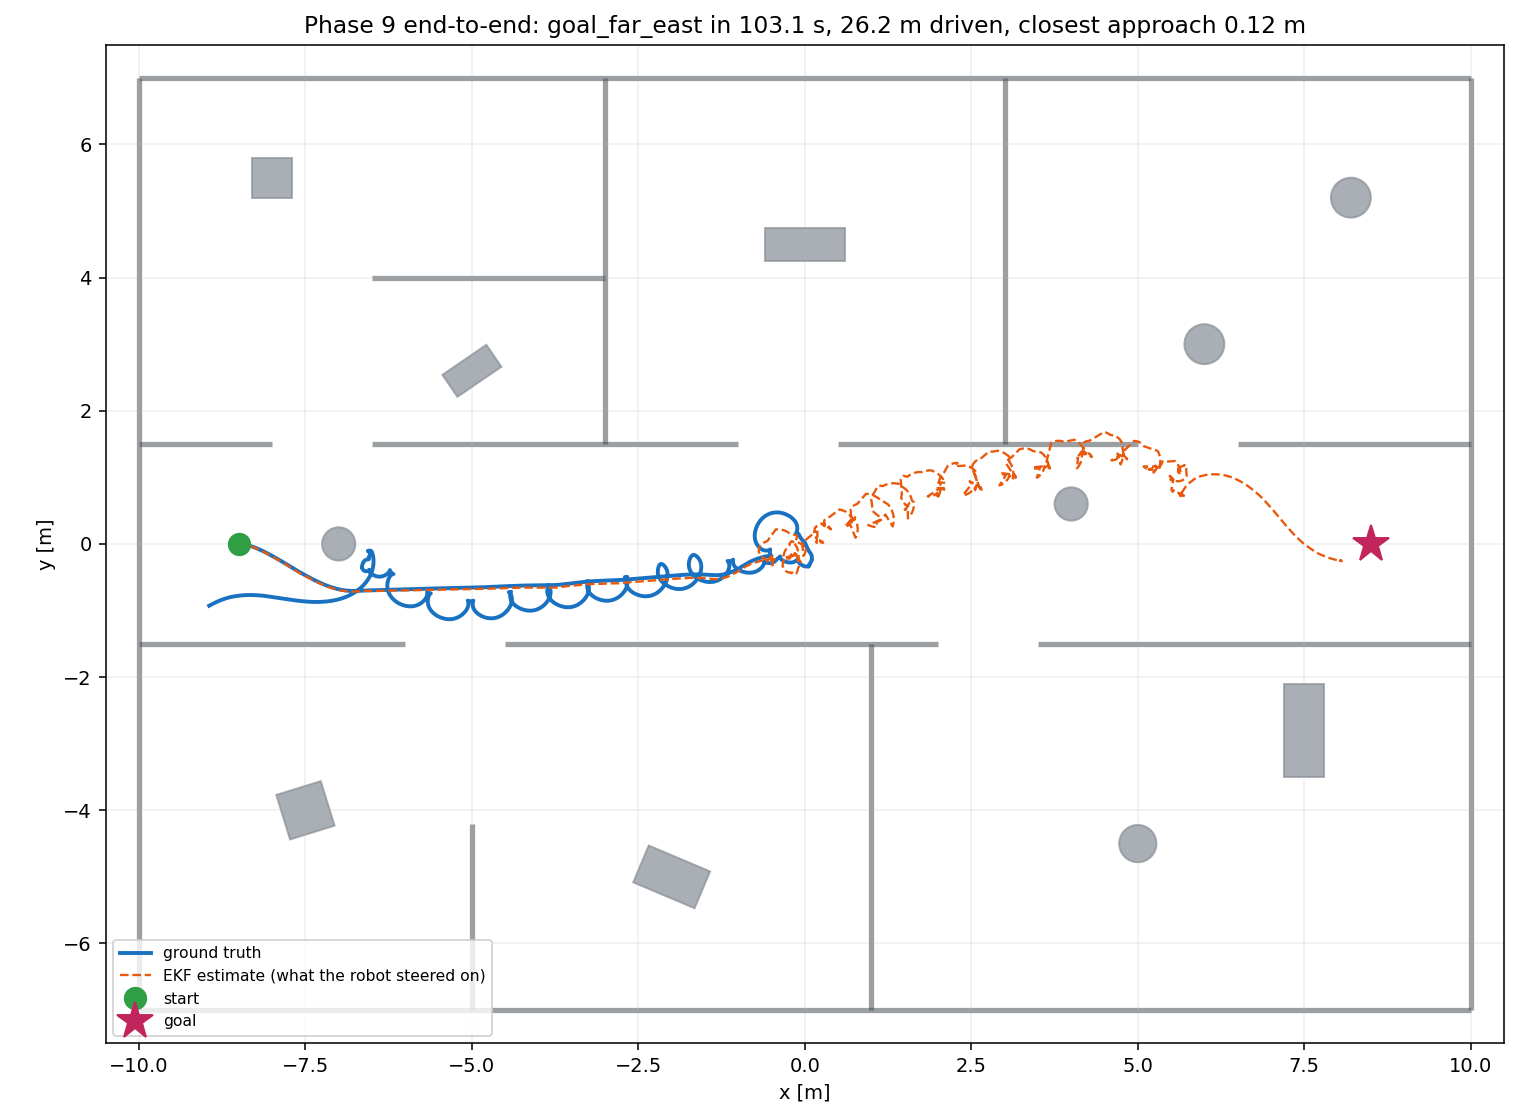 Phase 9 end-to-end: goal_far_east in 103.1 s, 26.2 m driven, closest approach 0.12 m
6
4
2
0
−2
−4
−6
y [m]
ground truth
EKF estimate (what the robot steered on)
start
goal
−10.0 −7.5 −5.0 −2.5 0.0 2.5 5.0 7.5 10.0
x [m]